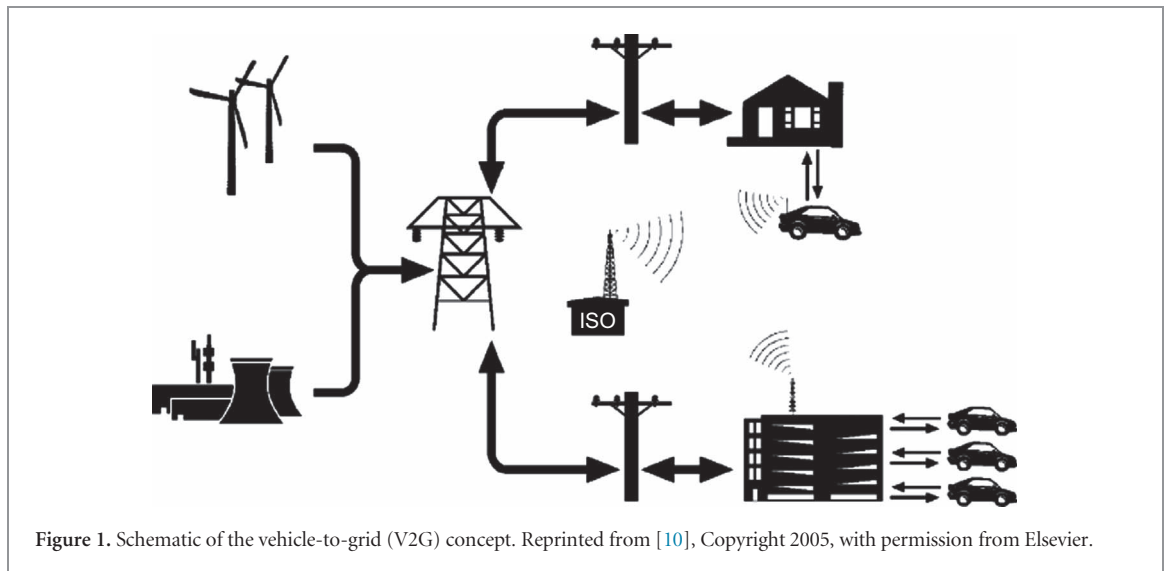 ISO
Figure 1. Schematic of the vehicle-to-grid (V2G) concept. Reprinted from [10], Copyright 2005, with permission from Elsevier.